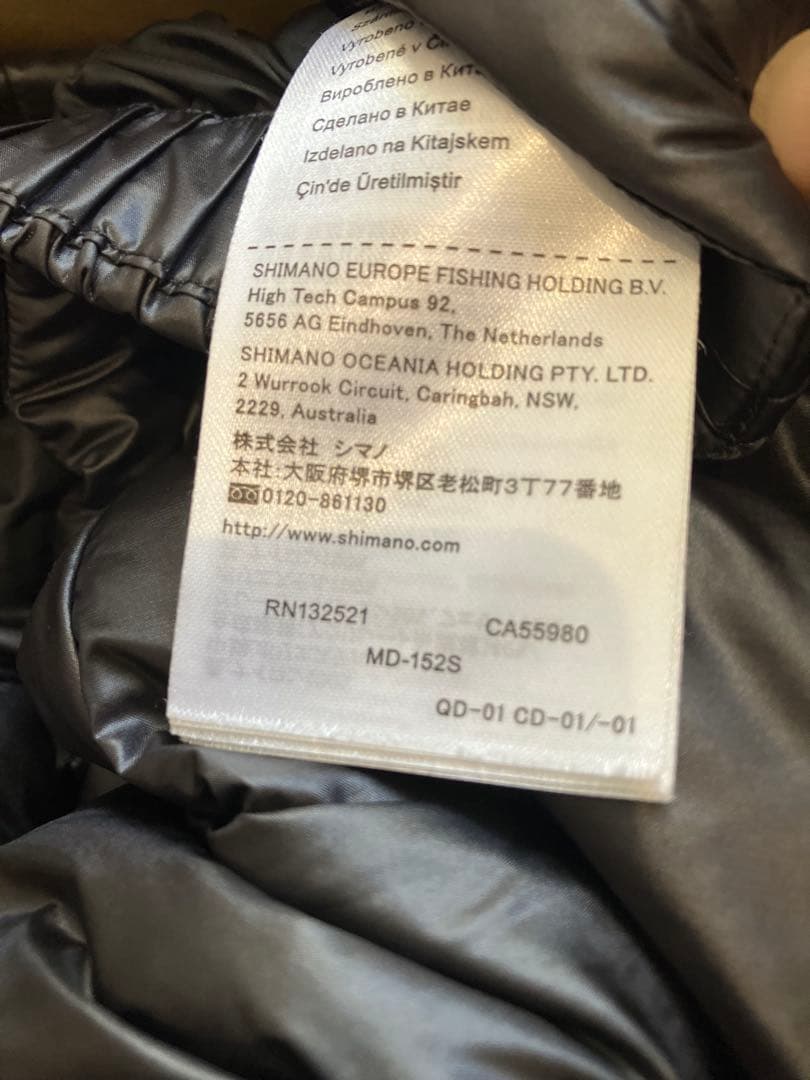 Vyrobeno
Vyrobené v
Вироблено в
Сделано в Китае
Izdelano na Kitajskem
Çin'de Üretilmiştir
SHIMANO EUROPE FISHING HOLDING B.V.
High Tech Campus 92,
5656 AG Eindhoven, The Netherlands
SHIMANO OCEANIA HOLDING PTY. LTD.
2 Wurrook Circuit, Caringbah, NSW,
2229, Australia
株式会社 シマノ
本社:大阪府堺市堺区老松町3丁77番地
0120-861130
http://www.shimano.com
RN132521 CA55980
MD-152S
QD-01 CD-01/-01